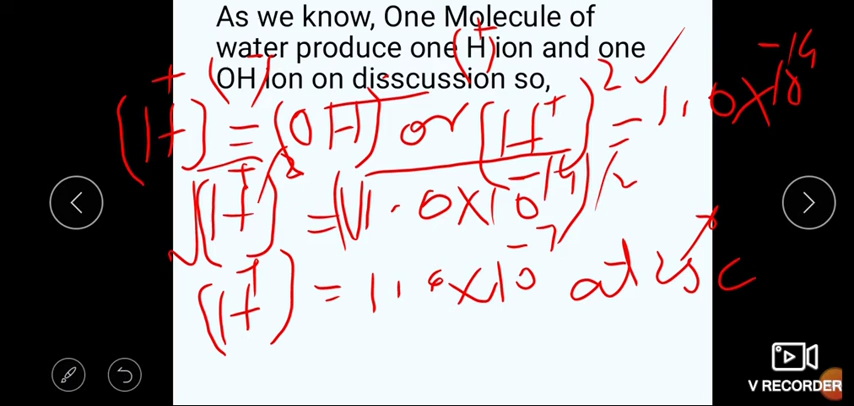 As we know, One Molecule of
water produce one H(+) ion and one
OH(-) Ion on disscussion so,
[H+] = [OH-] or [H+]² = 1.0×10-14
√[H+]² = √(1.0×10-14)/2
[H+] = 1.0×10-7 at 25°C
V RECORDER